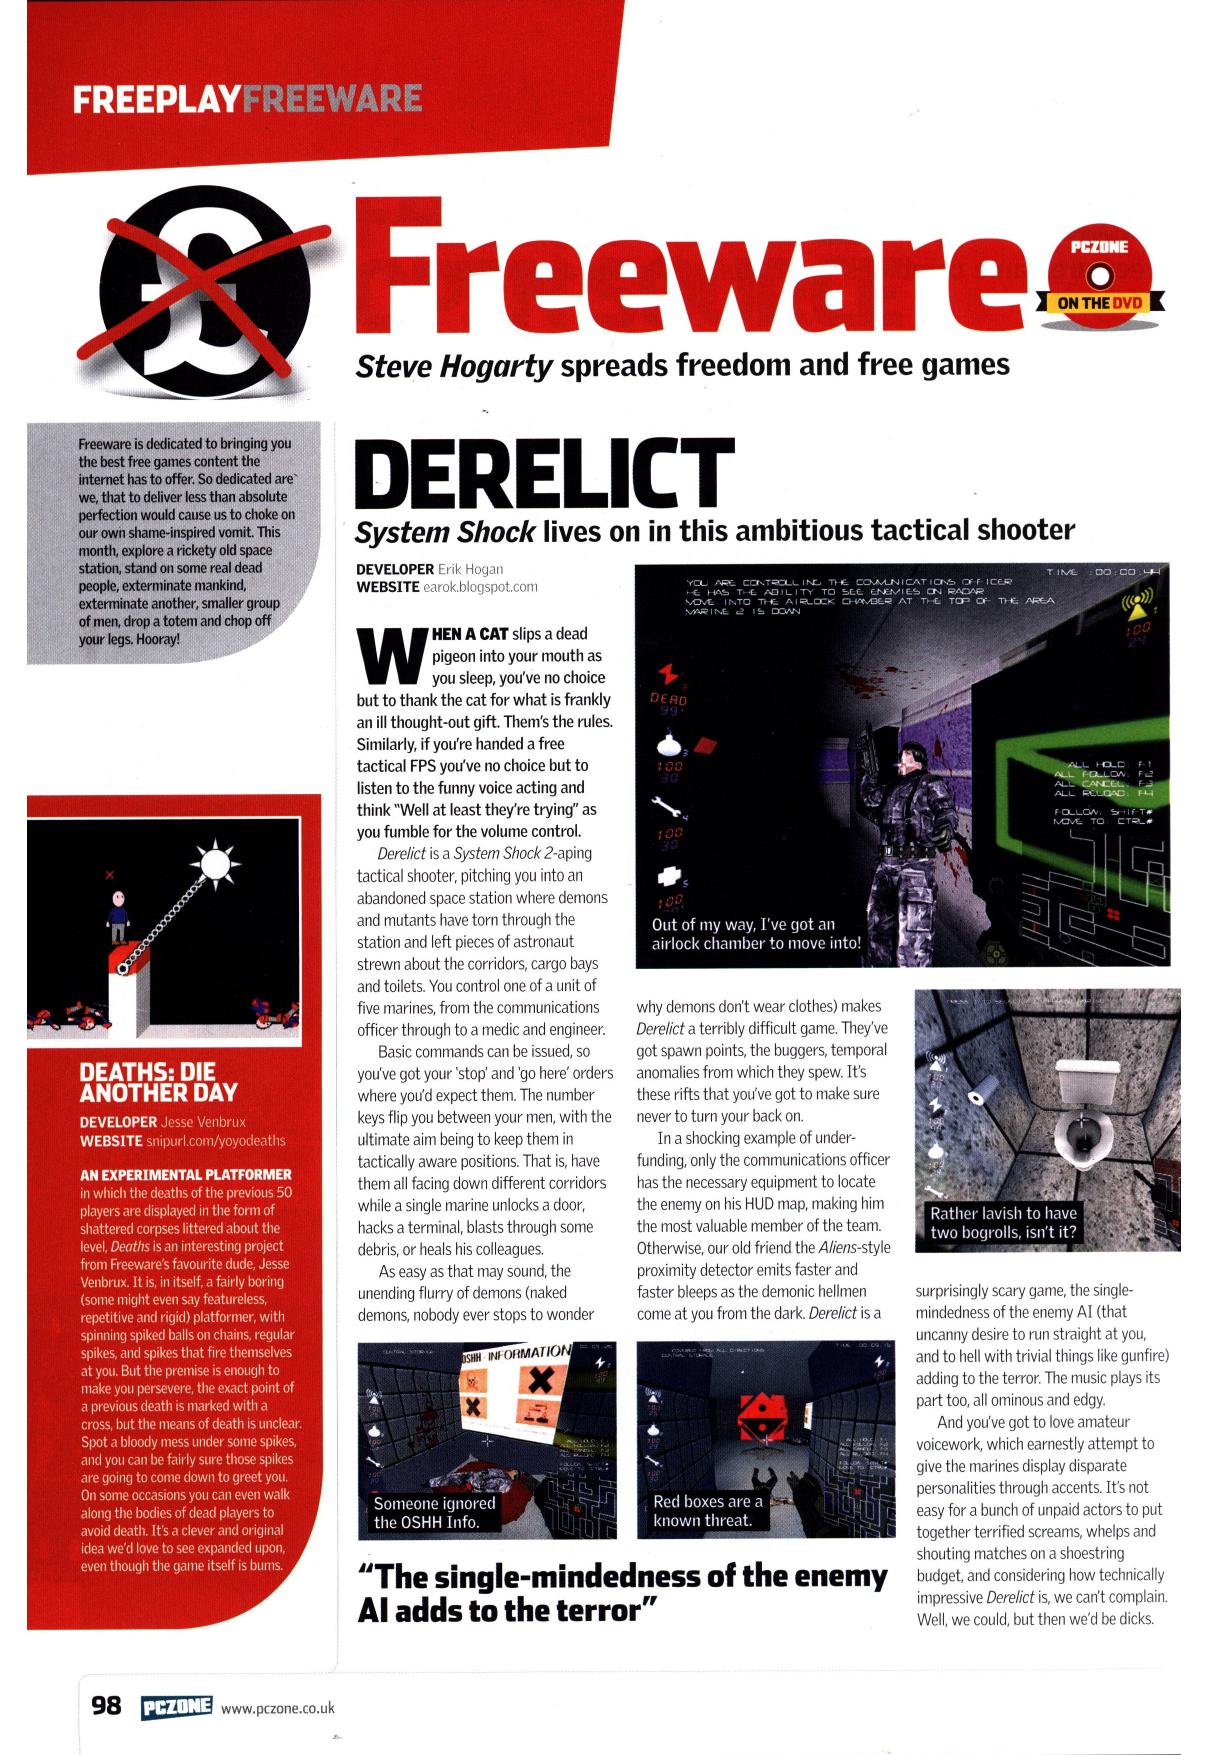 FREEPLAYFREEWARE
Freeware
PCZONE
ON THE DVD
Steve Hogarty spreads freedom and free games
Freeware is dedicated to bringing you
the best free games content the
internet has to offer. So dedicated are
we, that to deliver less than absolute
perfection would cause us to choke on
our own shame-inspired vomit. This
month, explore a rickety old space
station, stand on some real dead
people, exterminate mankind,
exterminate another, smaller group
of men, drop a totem and chop off
your legs. Hooray!
DEATHS: DIE
ANOTHER DAY
DEVELOPER Jesse Venbrux
WEBSITE snipurl.com/yoyodeaths
AN EXPERIMENTAL PLATFORMER
in which the deaths of the previous 50
players are displayed in the form of
shattered corpses littered about the
level, Deaths is an interesting project
from Freeware's favourite dude, Jesse
Venbrux. It is, in itself, a fairly boring
(some might even say featureless,
repetitive and rigid) platformer, with
spinning spiked balls on chains, regular
spikes, and spikes that fire themselves
at you. But the premise is enough to
make you persevere, the exact point of
a previous death is marked with a
cross, but the means of death is unclear.
Spot a bloody mess under some spikes,
and you can be fairly sure those spikes
are going to come down to greet you.
On some occasions you can even walk
along the bodies of dead players to
avoid death. It's a clever and original
idea we'd love to see expanded upon,
even though the game itself is bums.
DERELICT
System Shock lives on in this ambitious tactical shooter
DEVELOPER Erik Hogan
WEBSITE earok.blogspot.com
WHEN A CAT slips a dead
pigeon into your mouth as
you sleep, you've no choice
but to thank the cat for what is frankly
an ill thought-out gift. Them's the rules.
Similarly, if you're handed a free
tactical FPS you've no choice but to
listen to the funny voice acting and
think "Well at least they're trying" as
you fumble for the volume control.
Derelict is a System Shock 2-aping
tactical shooter, pitching you into an
abandoned space station where demons
and mutants have torn through the
station and left pieces of astronaut
strewn about the corridors, cargo bays
and toilets. You control one of a unit of
five marines, from the communications
officer through to a medic and engineer.
Basic commands can be issued, so
you've got your 'stop' and 'go here' orders
where you'd expect them. The number
keys flip you between your men, with the
ultimate aim being to keep them in
tactically aware positions. That is, have
them all facing down different corridors
while a single marine unlocks a door,
hacks a terminal, blasts through some
debris, or heals his colleagues.
As easy as that may sound, the
unending flurry of demons (naked
demons, nobody ever stops to wonder
TIME :00:00:44
YOU ARE CONTROLLING THE COMMUNICATIONS OFFICER
HE HAS THE ABILITY TO SEE ENEMIES ON RADAR
MOVE INTO THE AIRLOCK CHAMBER AT THE TOP OF THE AREA
MARINE 2 IS DOWN
100
24
DEAD
99
3
100
30
4
100
30
5
100
ALL HOLD: F1
ALL FOLLOW: F2
ALL CANCEL: F3
ALL RELOAD: F4
FOLLOW: SHIFT#
MOVE TO: CTRL#
Out of my way, I've got an
airlock chamber to move into!
why demons don't wear clothes) makes
Derelict a terribly difficult game. They've
got spawn points, the buggers, temporal
anomalies from which they spew. It's
these rifts that you've got to make sure
never to turn your back on.
In a shocking example of under-
funding, only the communications officer
has the necessary equipment to locate
the enemy on his HUD map, making him
the most valuable member of the team.
Otherwise, our old friend the Aliens-style
proximity detector emits faster and
faster bleeps as the demonic hellmen
come at you from the dark. Derelict is a
Rather lavish to have
two bogrolls, isn't it?
surprisingly scary game, the single-
mindedness of the enemy AI (that
uncanny desire to run straight at you,
and to hell with trivial things like gunfire)
adding to the terror. The music plays its
part too, all ominous and edgy.
And you've got to love amateur
voicework, which earnestly attempt to
give the marines display disparate
personalities through accents. It's not
easy for a bunch of unpaid actors to put
together terrified screams, whelps and
shouting matches on a shoestring
budget, and considering how technically
impressive Derelict is, we can't complain.
Well, we could, but then we'd be dicks.
CENTRAL STORAGE
OSHH - INFORMATION
Someone ignored
the OSHH Info.
CENTRAL STORAGE
Red boxes are a
known threat.
"The single-mindedness of the enemy
AI adds to the terror"
98 PCZONE www.pczone.co.uk